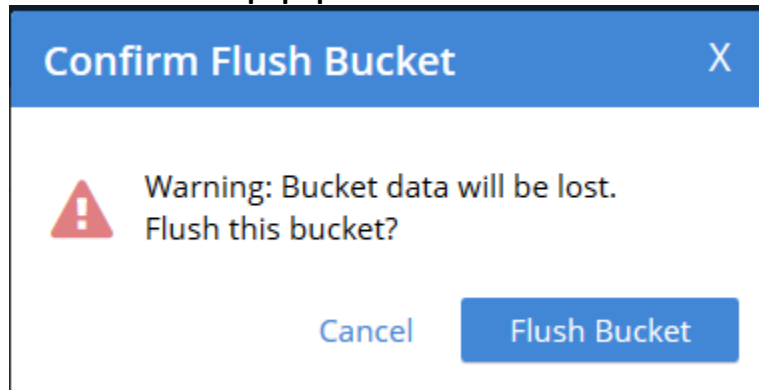 Confirm Flush Bucket X
Warning: Bucket data will be lost.
Flush this bucket?
Cancel Flush Bucket